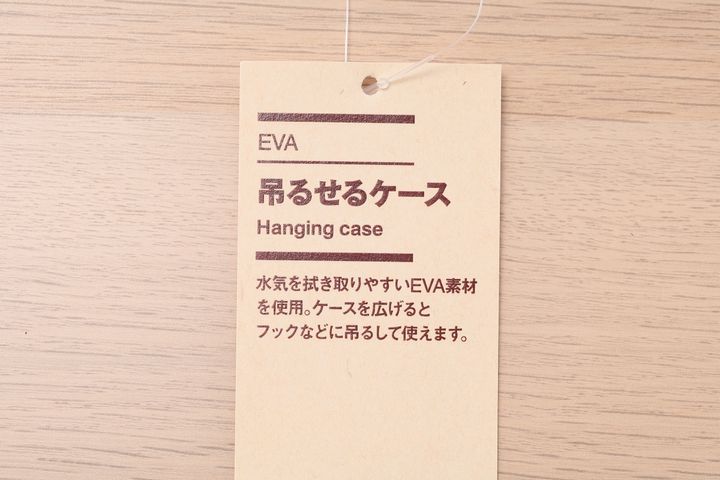 EVA
吊るせるケース
Hanging case
水気を拭き取りやすいEVA素材
を使用。ケースを広げると
フックなどに吊るして使えます。